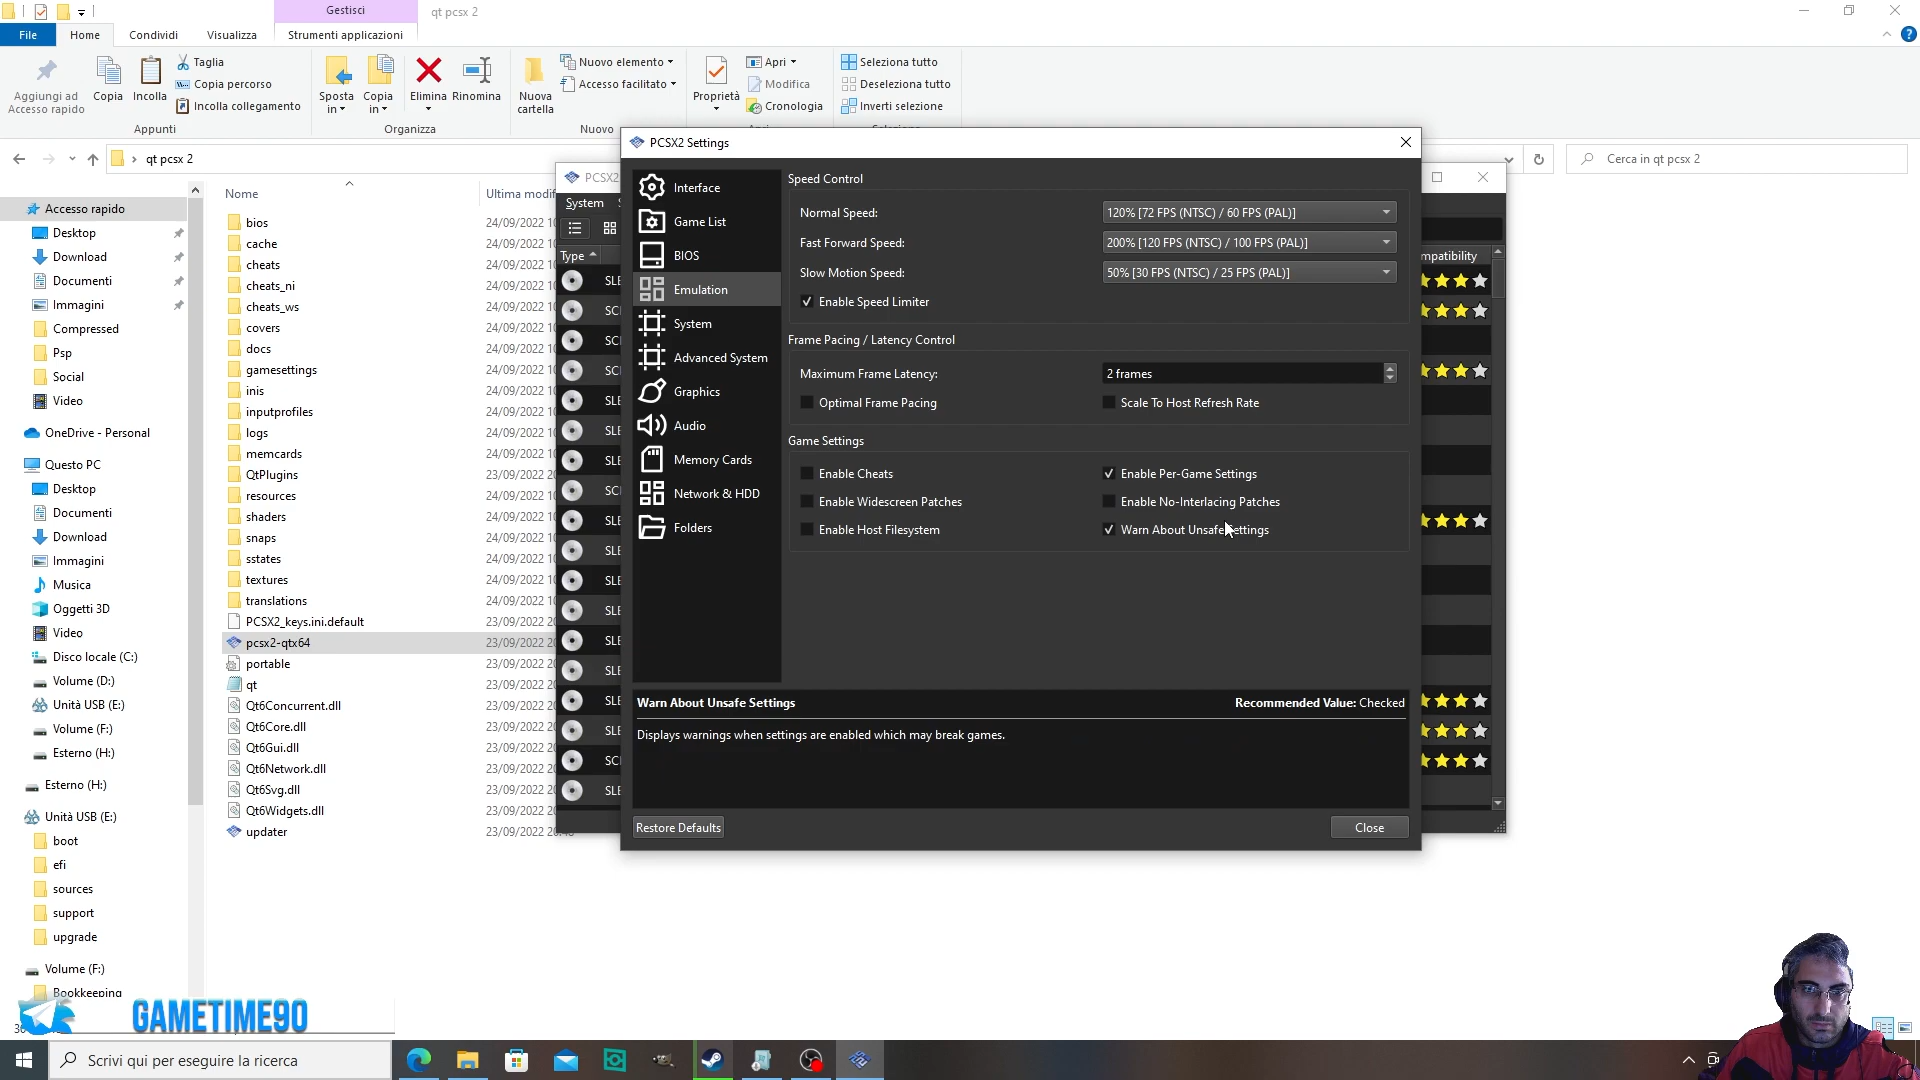 Gestisci
qt pcsx 2
File
Home
Condividi
Visualizza
Strumenti applicazioni
Aggiungi ad
Accesso rapido
Copia
Incolla
Taglia
Copia percorso
Incolla collegamento
Appunti
Sposta
in
Copia
in
Elimina
Rinomina
Organizza
Nuova
cartella
Nuovo elemento
Accesso facilitato
Nuovo
Proprietà
Apri
Modifica
Cronologia
Seleziona tutto
Deseleziona tutto
Inverti selezione
qt pcsx 2
Cerca in qt pcsx 2
Accesso rapido
Desktop
Download
Documenti
Immagini
Compressed
Psp
Social
Video
OneDrive - Personal
Questo PC
Desktop
Documenti
Download
Immagini
Musica
Oggetti 3D
Video
Disco locale (C:)
Volume (D:)
Unità USB (E:)
Volume (F:)
Esterno (H:)
Esterno (H:)
Unità USB (E:)
boot
efi
sources
support
upgrade
Volume (F:)
Bookkeeping
Nome
bios
cache
cheats
cheats_ni
cheats_ws
covers
docs
gamesettings
inis
inputprofiles
logs
memcards
QtPlugins
resources
shaders
snaps
sstates
textures
translations
PCSX2_keys.ini.default
pcsx2-qtx64
portable
qt
Qt6Concurrent.dll
Qt6Core.dll
Qt6Gui.dll
Qt6Network.dll
Qt6Svg.dll
Qt6Widgets.dll
updater
PCSX2
System
Type
PCSX2 Settings
Interface
Game List
BIOS
Emulation
System
Advanced System
Graphics
Audio
Memory Cards
Network & HDD
Folders
Speed Control
Normal Speed: 120% [72 FPS (NTSC) / 60 FPS (PAL)]
Fast Forward Speed: 200% [120 FPS (NTSC) / 100 FPS (PAL)]
Slow Motion Speed: 50% [30 FPS (NTSC) / 25 FPS (PAL)]
Enable Speed Limiter
Frame Pacing / Latency Control
Maximum Frame Latency: 2 frames
Optimal Frame Pacing Scale To Host Refresh Rate
Game Settings
Enable Cheats Enable Per-Game Settings
Enable Widescreen Patches Enable No-Interlacing Patches
Enable Host Filesystem Warn About Unsafe Settings
Warn About Unsafe Settings Recommended Value: Checked
Displays warnings when settings are enabled which may break games.
Restore Defaults
Close
GAMETIME90
Scrivi qui per eseguire la ricerca